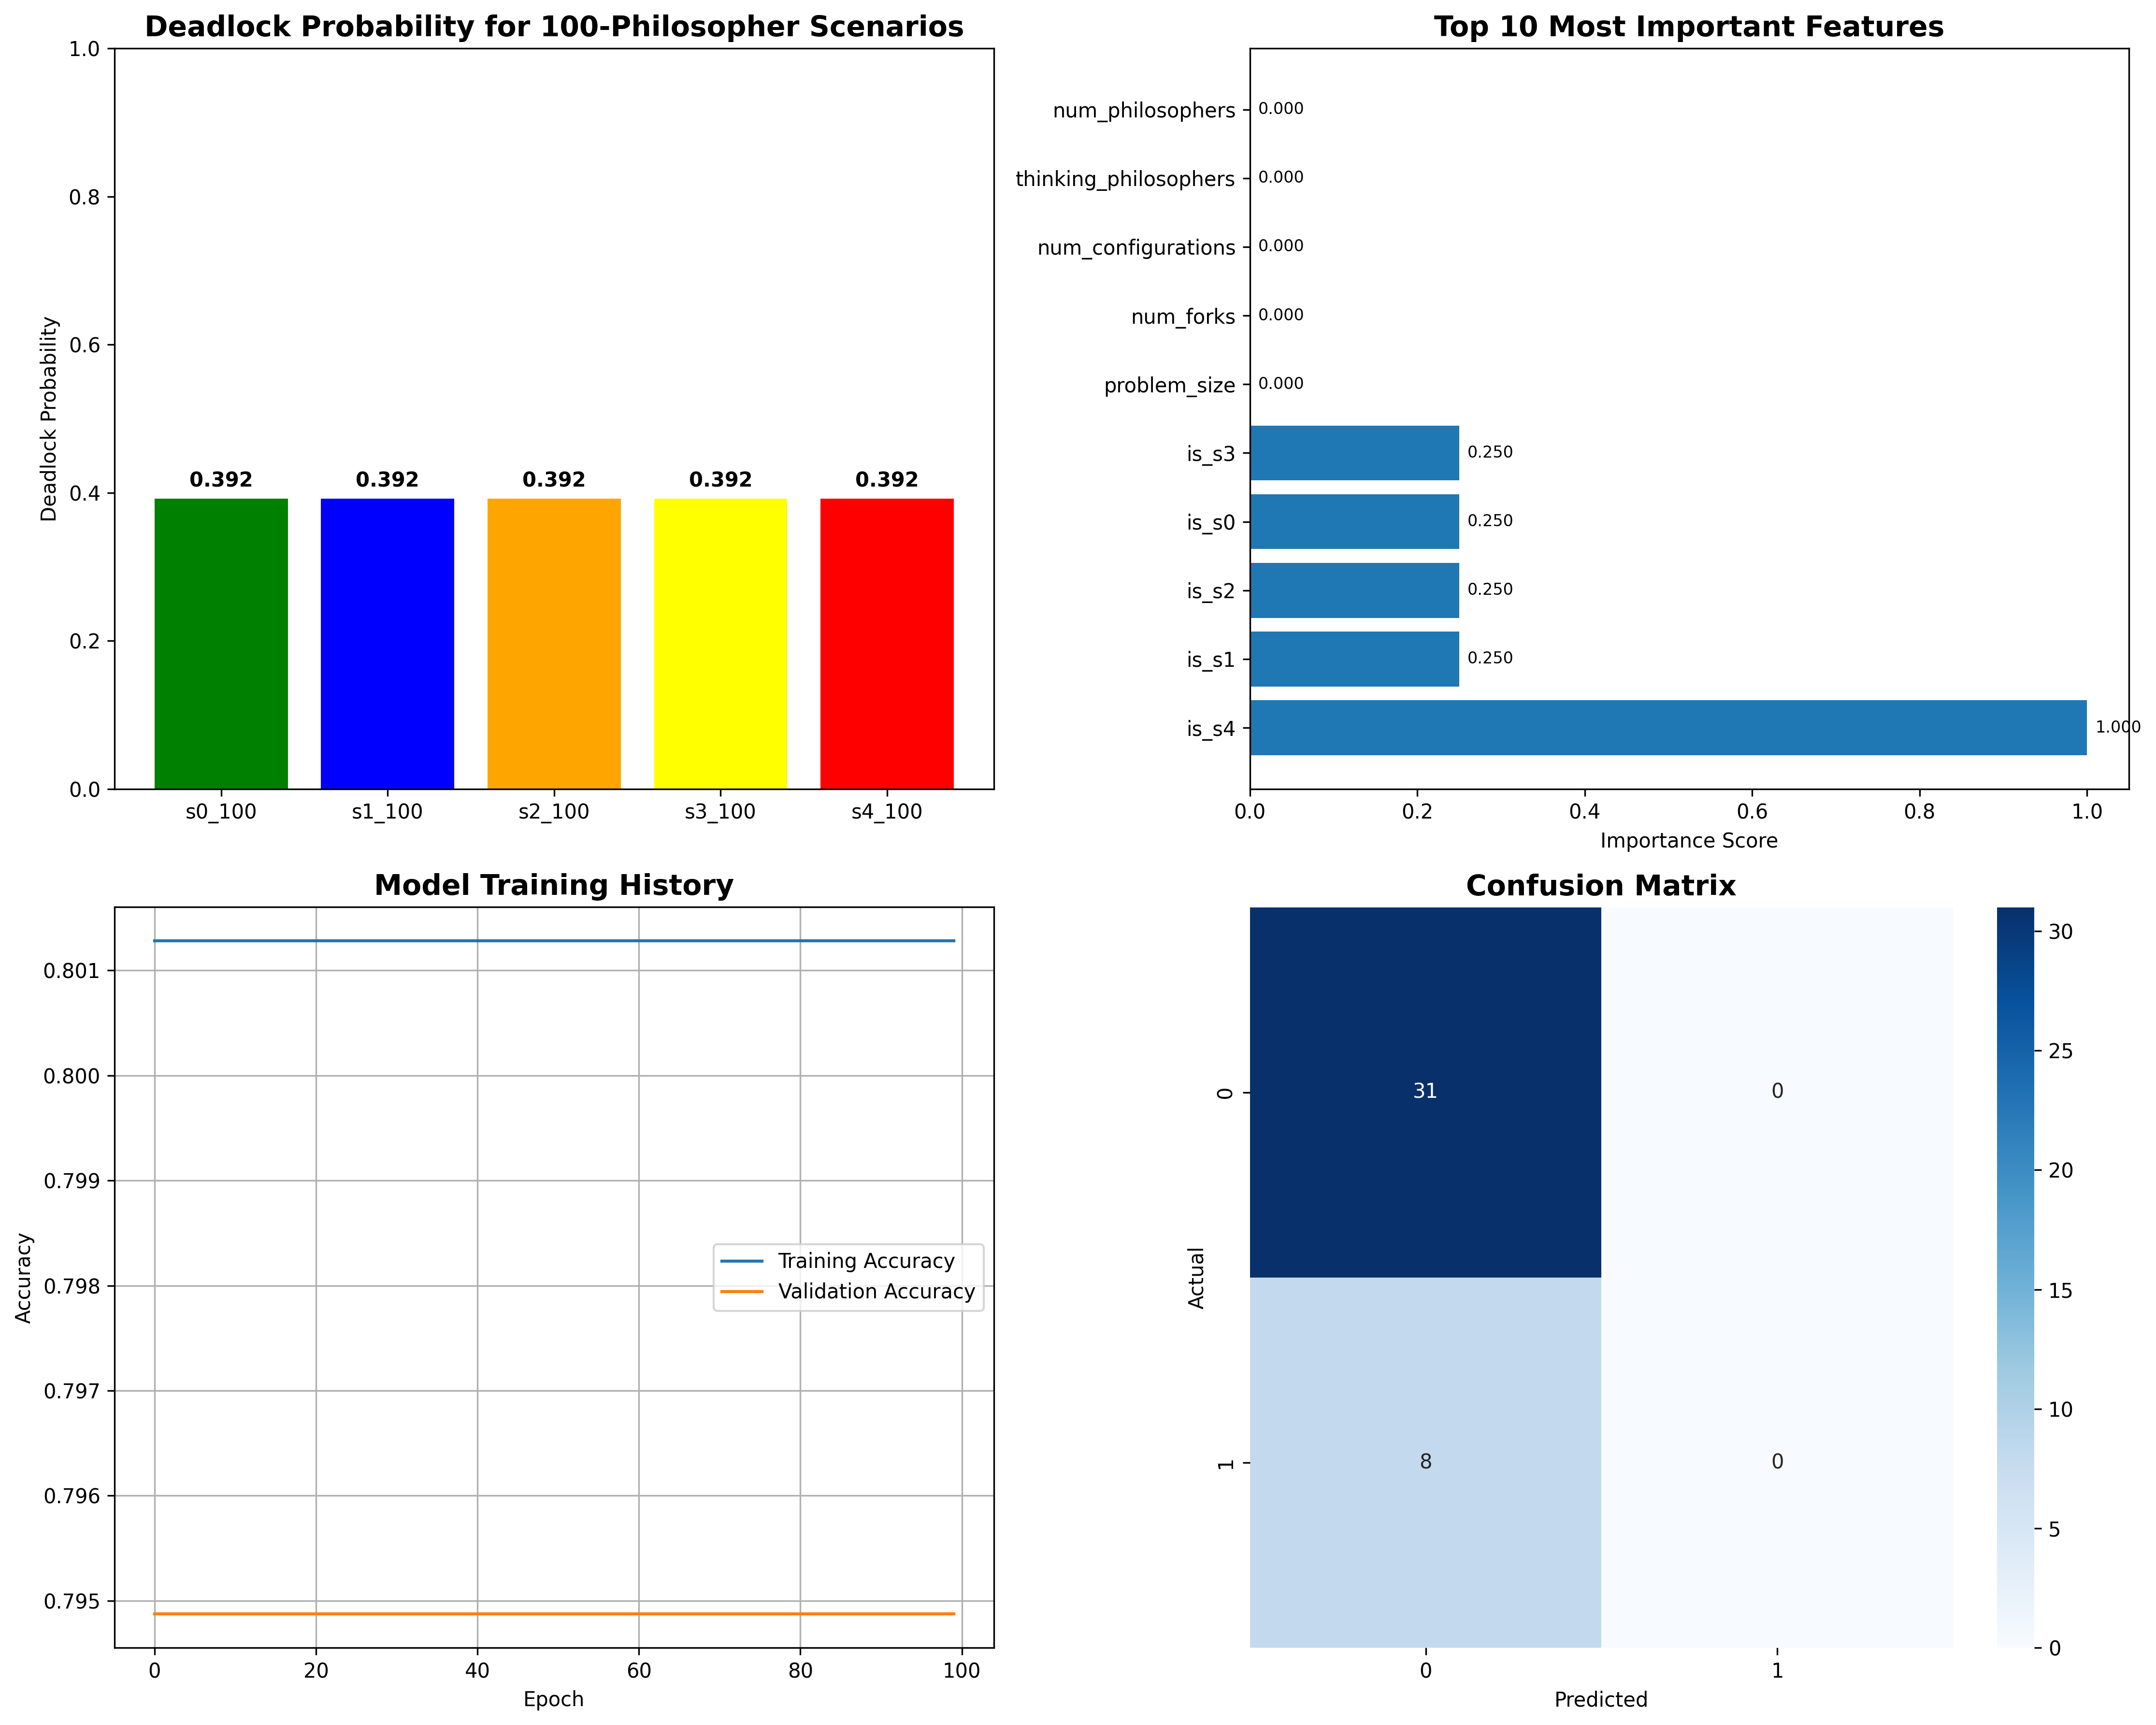 Deadlock Probability for 100-Philosopher Scenarios
Deadlock Probability
1.0
0.8
0.6
0.4
0.2
0.0
0.392
0.392
0.392
0.392
0.392
s0_100
s1_100
s2_100
s3_100
s4_100
Top 10 Most Important Features
num_philosophers
0.000
thinking_philosophers
0.000
num_configurations
0.000
num_forks
0.000
problem_size
0.000
is_s3
0.250
is_s0
0.250
is_s2
0.250
is_s1
0.250
is_s4
1.000
0.0
0.2
0.4
0.6
0.8
1.0
Importance Score
Model Training History
Accuracy
0.801
0.800
0.799
0.798
0.797
0.796
0.795
Training Accuracy
Validation Accuracy
0
20
40
60
80
100
Epoch
Confusion Matrix
Actual
0
31
0
1
8
0
0
1
Predicted
30
25
20
15
10
5
0